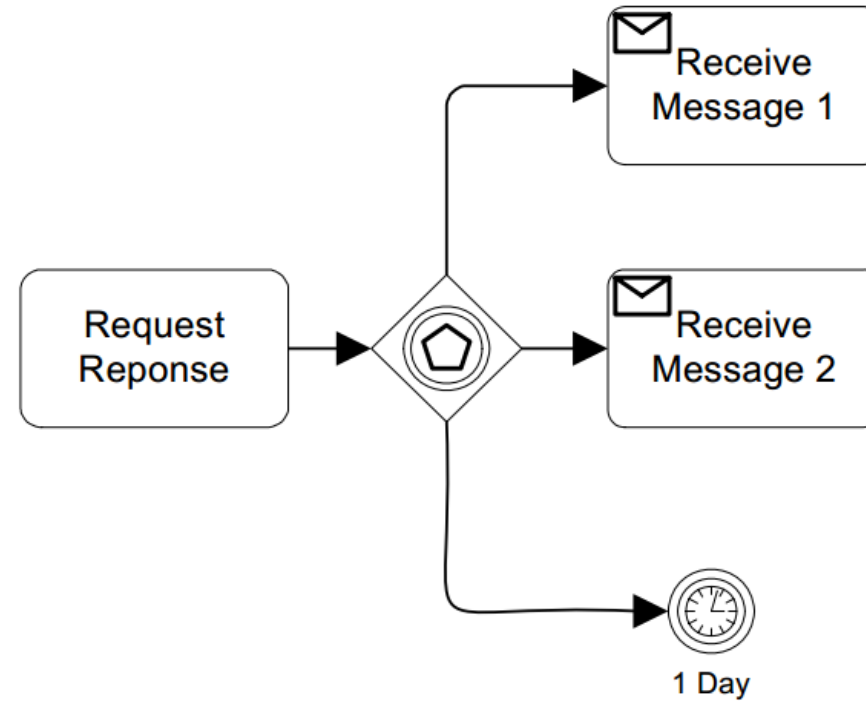 Receive
Message 1
Request
Reponse
Receive
Message 2
1 Day